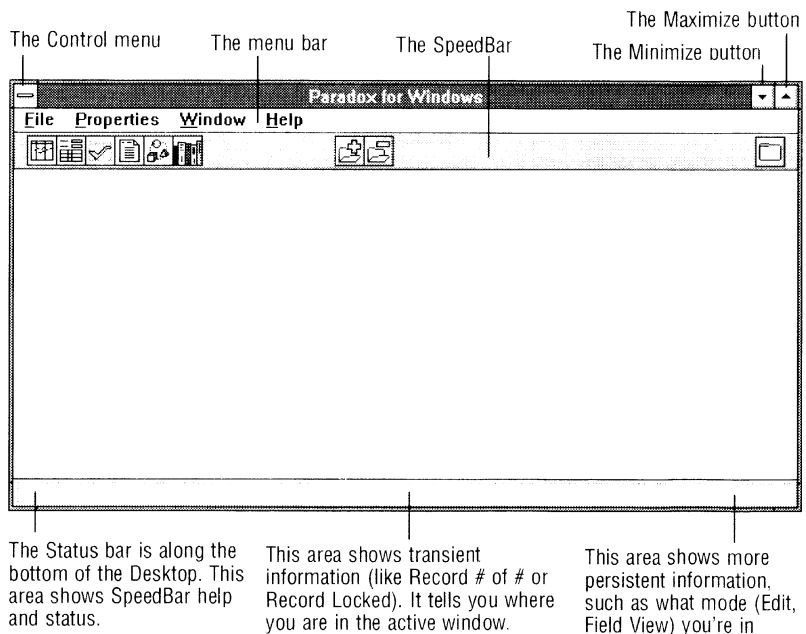 The Maximize button
The Control menu
The menu bar
The SpeedBar
The Minimize button
Paradox for Windows
File Properties Window Help
The Status bar is along the
bottom of the Desktop. This
area shows SpeedBar help
and status.
This area shows transient
information (like Record # of # or
Record Locked). It tells you where
you are in the active window.
This area shows more
persistent information,
such as what mode (Edit,
Field View) you're in